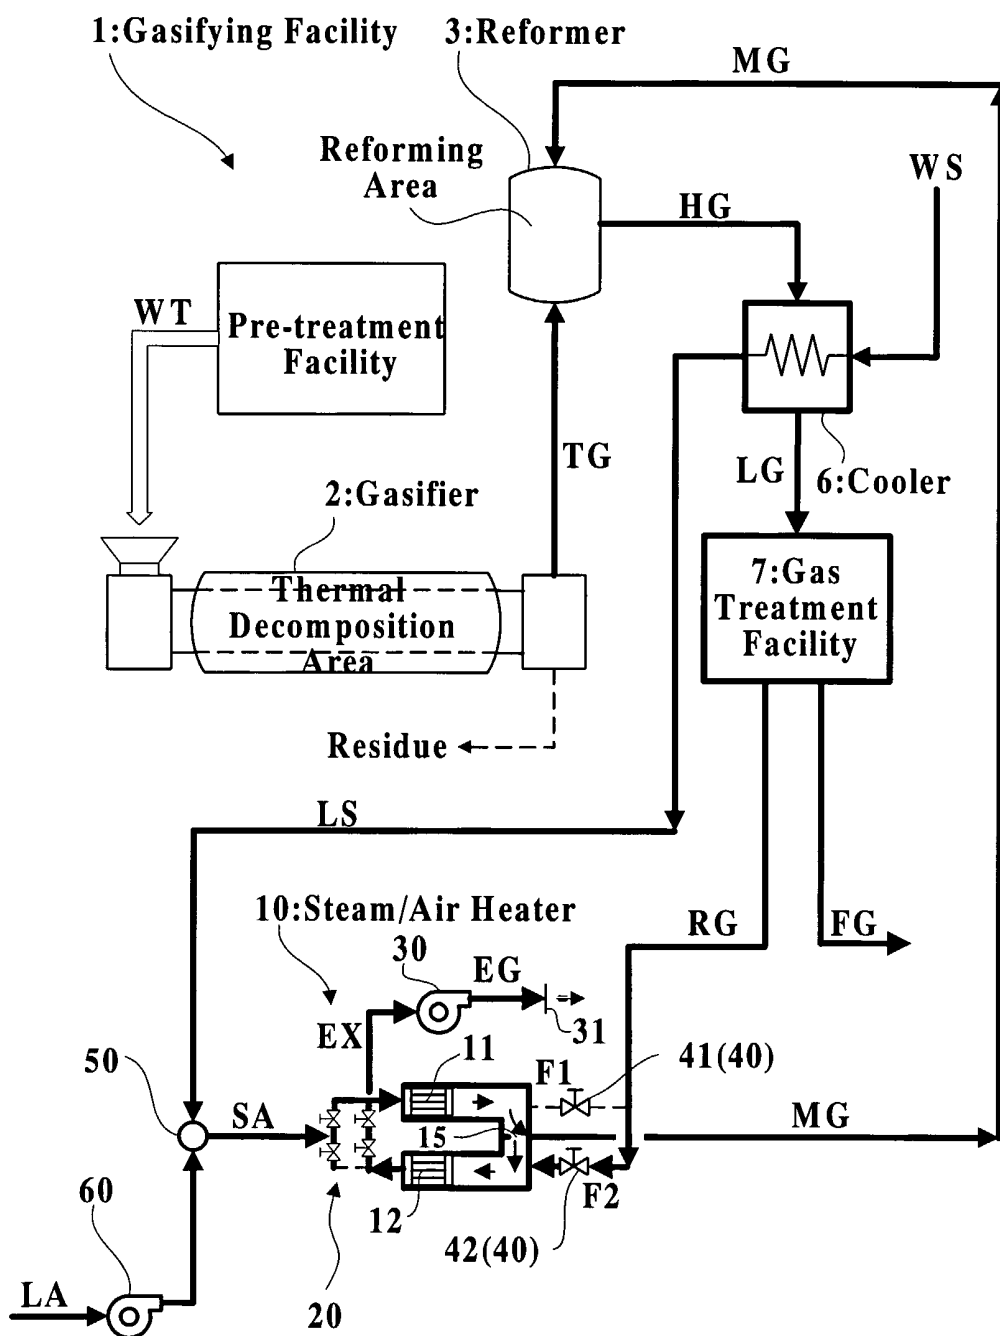 1:Gasifying Facility
3:Reformer
MG
Reforming
Area
WS
HG
WT
Pre-treatment
Facility
TG
LG
6:Cooler
2:Gasifier
Thermal
Decomposition
Area
7:Gas
Treatment
Facility
Residue
LS
10:Steam/Air Heater
RG
FG
30
EG
EX
31
11
F1
41(40)
50
SA
15
MG
60
12
F2
42(40)
LA
20